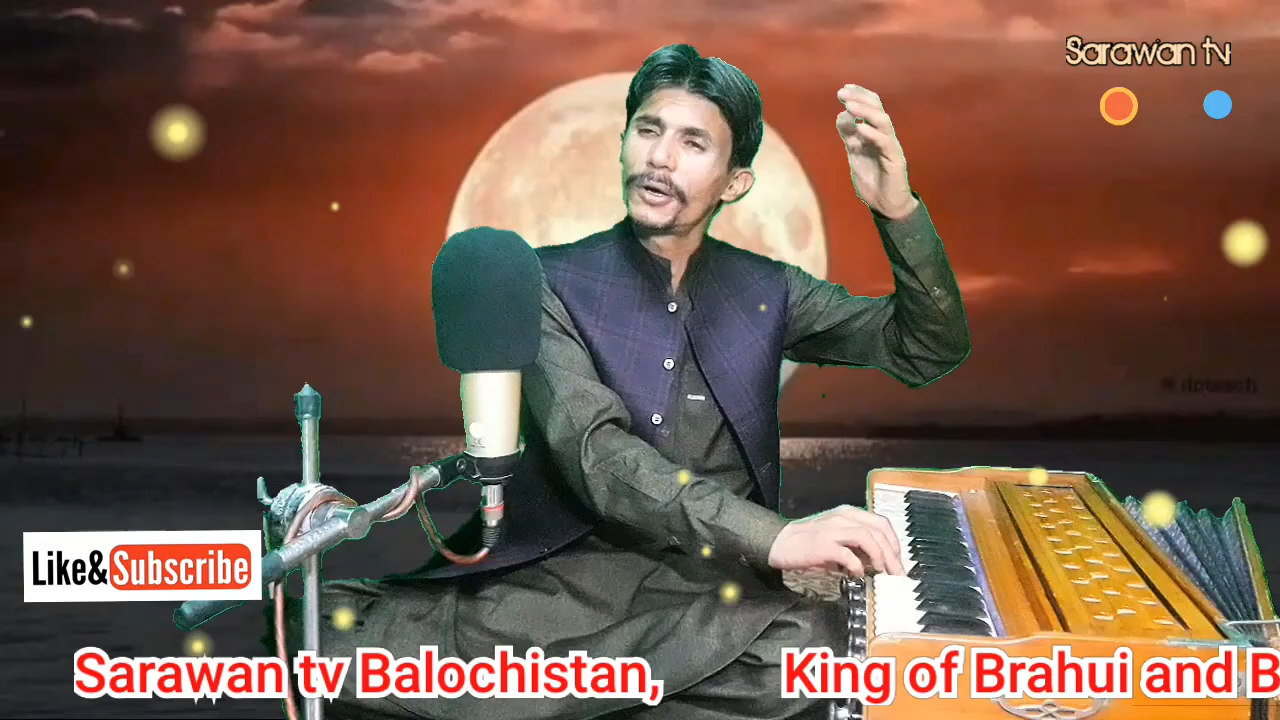 Sarawan tv
Like&Subscribe
Sarawan tv Balochistan, King of Brahui and B